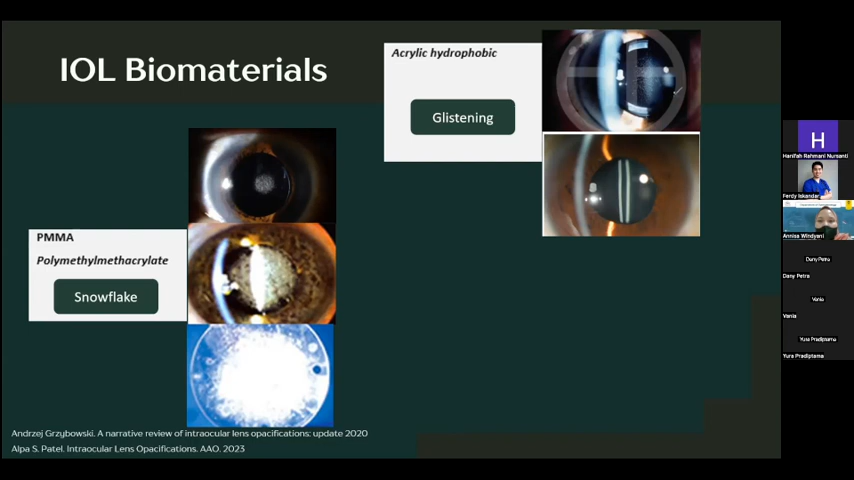 IOL Biomaterials
Acrylic hydrophobic
Glistening
PMMA
Polymethylmethacrylate
Snowflake
Andrzej Grzybowski. A narrative review of intraocular lens opacifications: update 2020
Alpa S. Patel. Intraocular Lens Opacifications. AAO. 2023
H
Hanifah Rahmani Nursanti
Ferdy Iskandar
Annisa Windyani
Dany Petra
Dany Petra
Vania
Vania
Yura Pradiptama
Yura Pradiptama